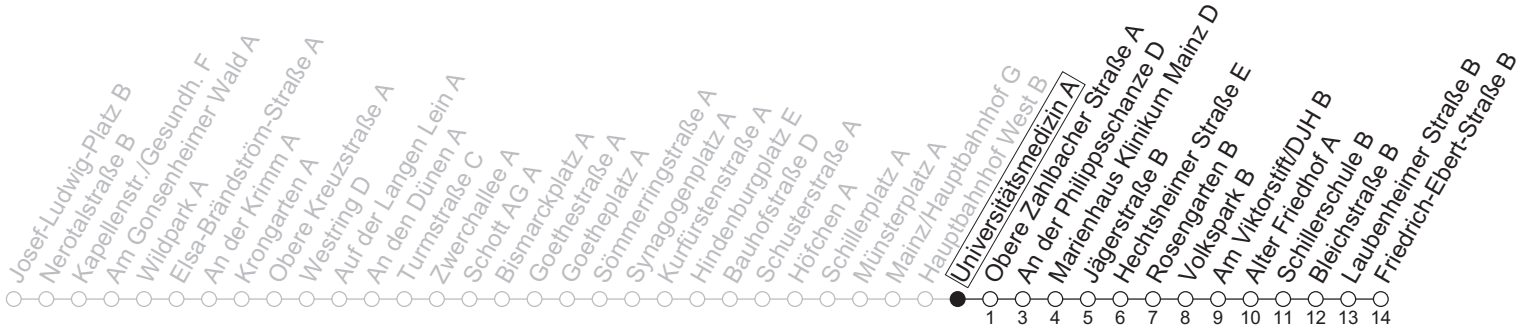 Josef-Ludwig-Platz B
Nerotalstraße B
Kapellenstr./Gesundh. F
Am Gonsenheimer Wald A
Wildpark A
Elsa-Brändström-Straße A
An der Krimm A
Krongarten A
Obere Kreuzstraße A
Westring D
Auf der Langen Lein A
An den Dünen A
Turmstraße C
Zwerchallee A
Schott AG A
Bismarckplatz A
Goethestraße A
Goetheplatz A
Sömmerringstraße A
Synagogenplatz A
Kurfürstenstraße A
Hindenburgplatz E
Bauhofstraße D
Schusterstraße A
Höfchen A
Schillerplatz A
Münsterplatz A
Mainz/Hauptbahnhof G
Hauptbahnhof West B
Universitätsmedizin A
Obere Zahlbacher Straße A
An der Philippsschanze D
Marienhaus Klinikum Mainz D
Jägerstraße B
Hechtsheimer Straße E
Rosengarten B
Volkspark B
Am Viktorstift/DJH B
Alter Friedhof A
Schillerschule B
Bleichstraße B
Laubenheimer Straße B
Friedrich-Ebert-Straße B
1 3 4 5 6 7 8 9 10 11 12 13 14